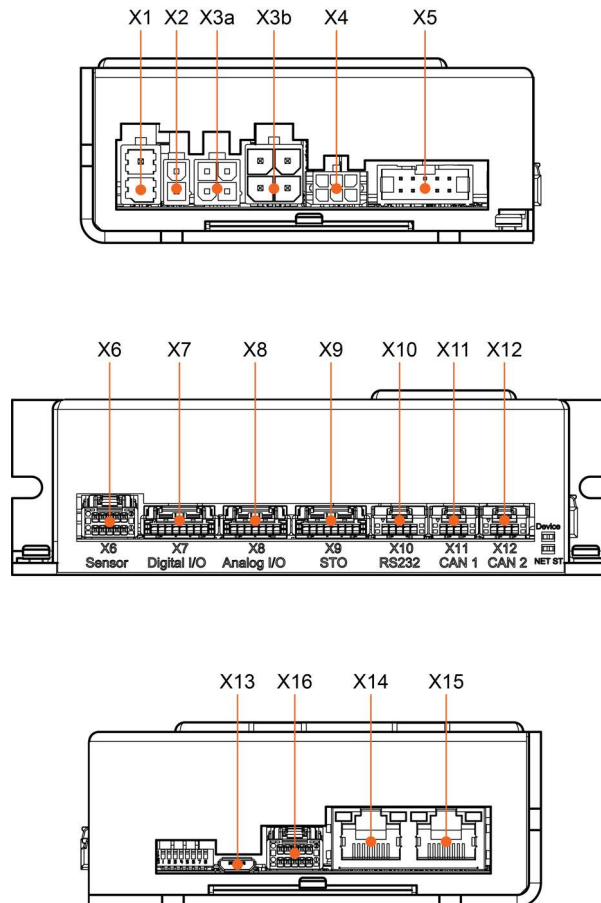 X1 X2 X3a X3b X4 X5
X6 X7 X8 X9 X10 X11 X12
Device
X6 X7 X8 X9 X10 X11 X12
Sensor Digital I/O Analog I/O STO RS232 CAN 1 CAN 2 NET ST
X13 X16 X14 X15